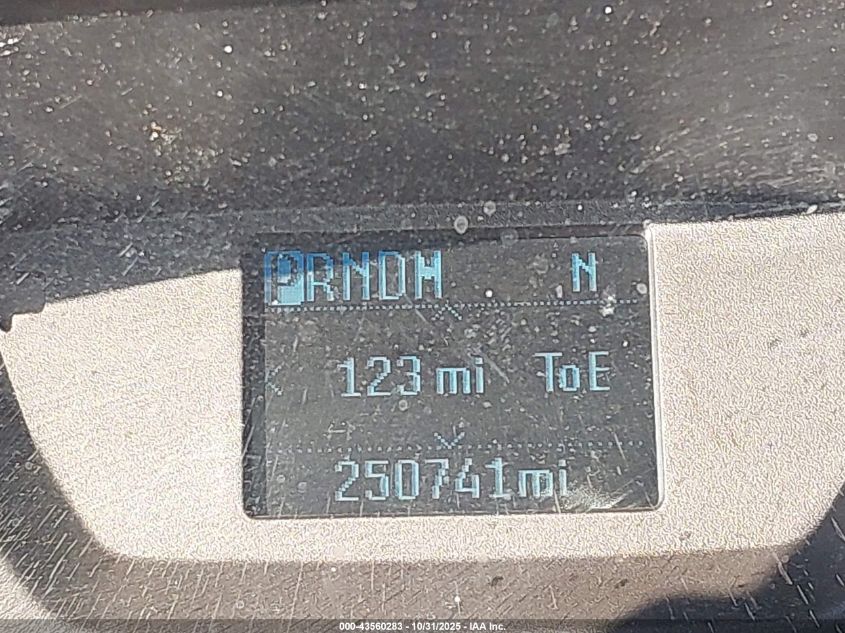 PRNDM N
123 mi ToE
250741mi
000-43560283 / 10/31/2025 - IAA Inc.